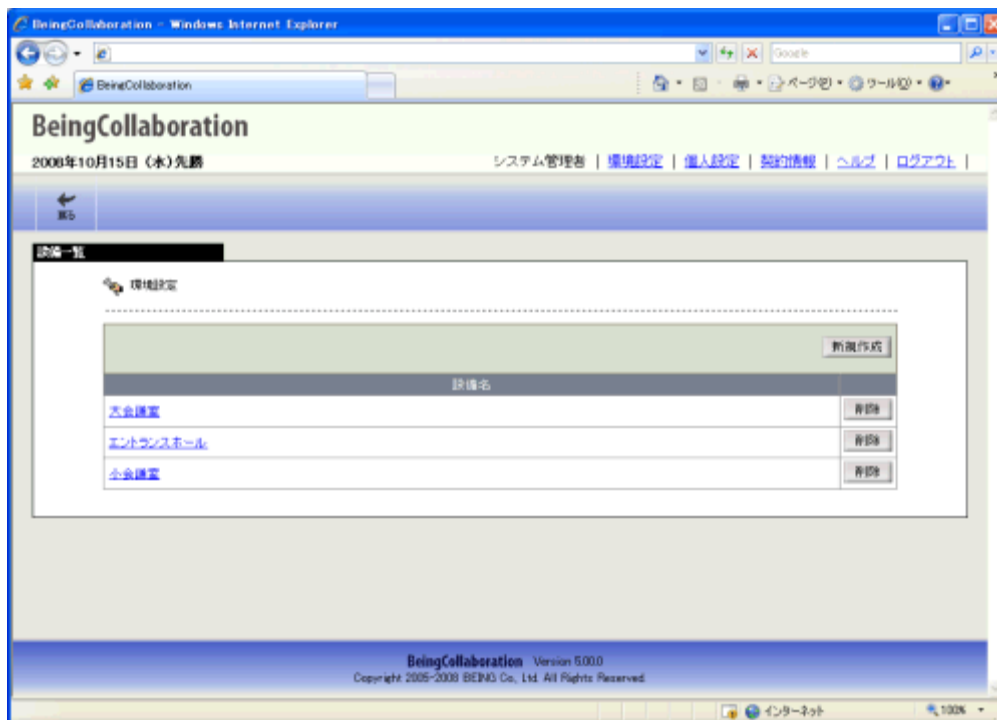 BeingCollaboration - Windows Internet Explorer
Google
BeingCollaboration
ページ(P) ツール(O)
BeingCollaboration
2008年10月15日（水）先勝
システム管理者 | 環境設定 | 個人設定 | 契約情報 | ヘルプ | ログアウト |
戻る
設備一覧
環境設定
新規作成
設備名
大会議室 削除
エントランスホール 削除
小会議室 削除
BeingCollaboration Version 5.00.0
Copyright 2005-2008 BEING Co., Ltd. All Rights Reserved.
インターネット 100%